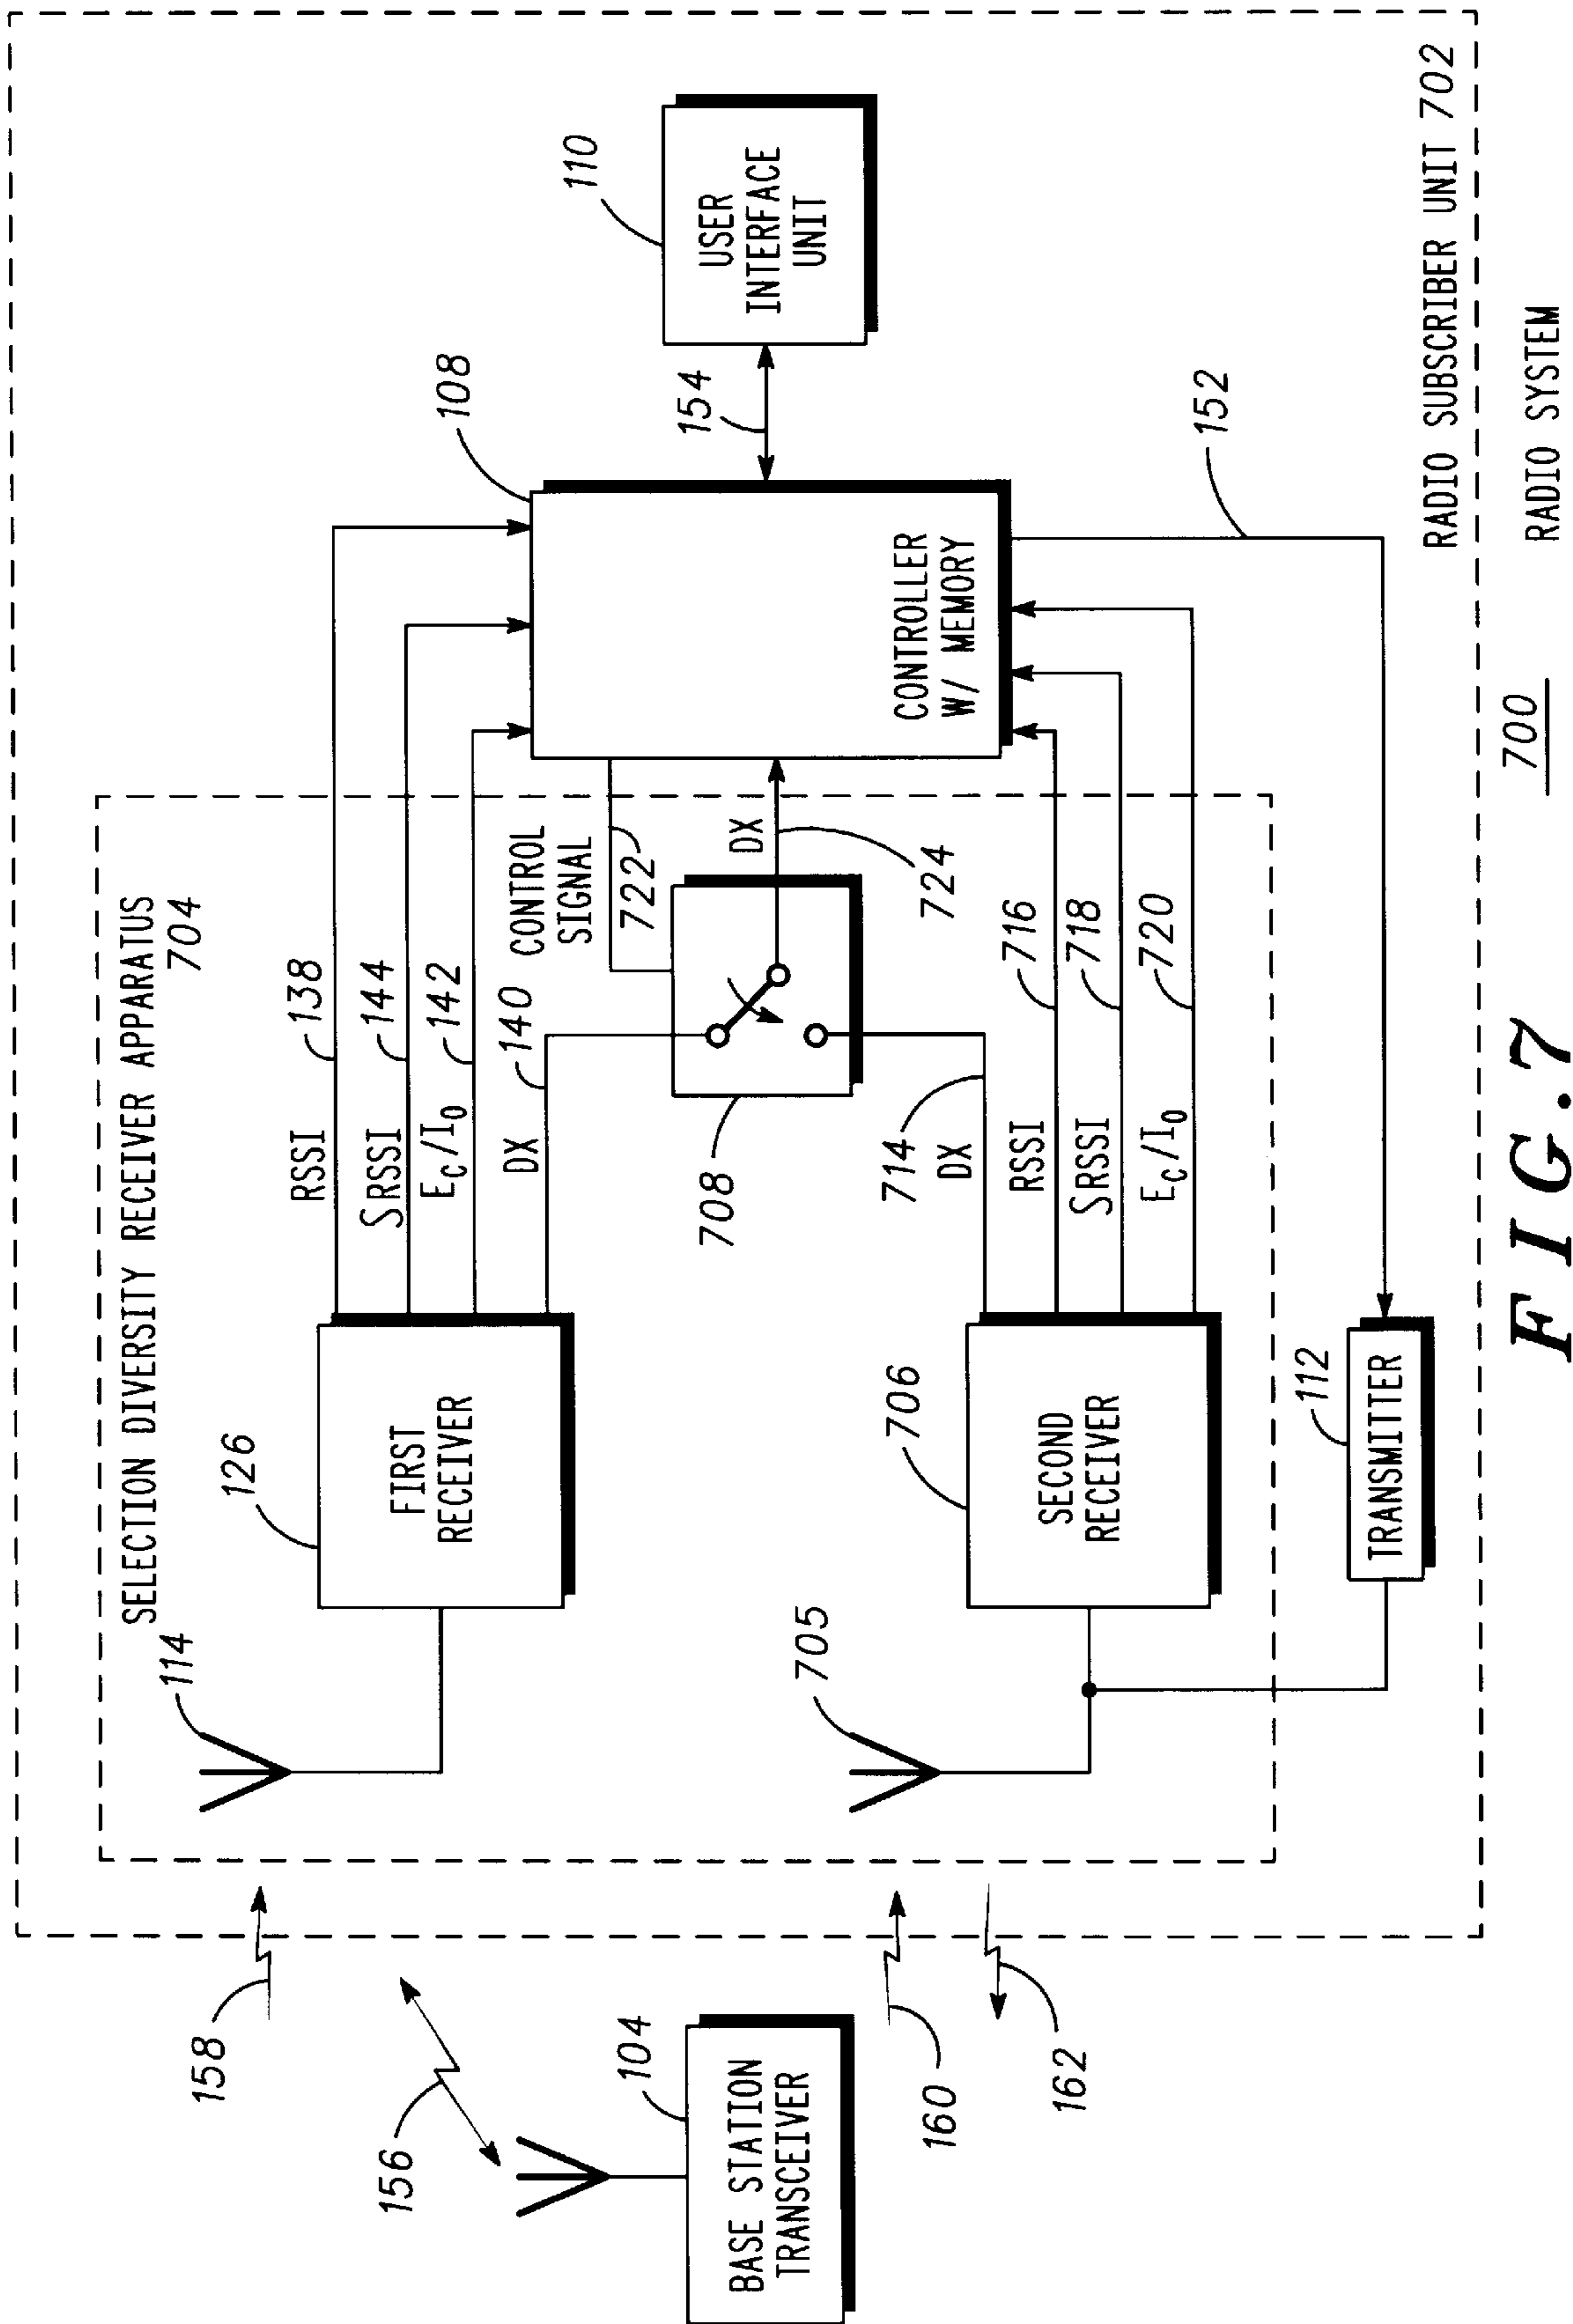 SELECTION DIVERSITY RECEIVER APPARATUS
704
114
126
FIRST
RECEIVER
RSSI
138
SRSSI
144
EC/I0
142
DX
140
CONTROL
SIGNAL
722
708
DX
724
108
CONTROLLER
W/ MEMORY
154
110
USER
INTERFACE
UNIT
158
156
104
BASE STATION
TRANSCEIVER
160
162
705
706
SECOND
RECEIVER
714
DX
RSSI
716
SRSSI
718
EC/I0
720
112
TRANSMITTER
152
RADIO SUBSCRIBER UNIT 702
RADIO SYSTEM
700
FIG.7